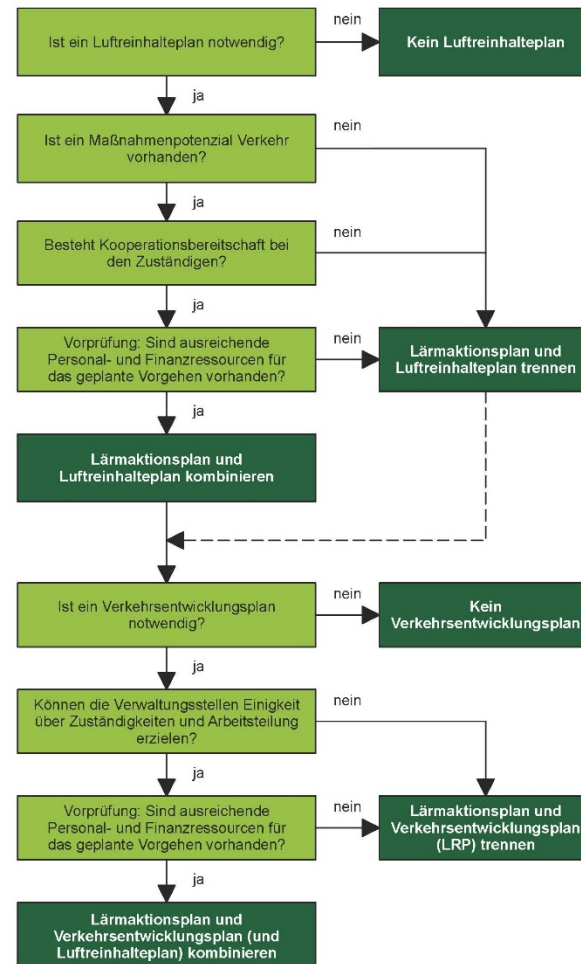 nein
Ist ein Luftreinhalteplan notwendig?
Kein Luftreinhalteplan
ja
nein
Ist ein Maßnahmenpotenzial Verkehr
vorhanden?
ja
nein
Besteht Kooperationsbereitschaft bei
den Zuständigen?
ja
Vorprüfung: Sind ausreichende
Personal- und Finanzressourcen für
das geplante Vorgehen vorhanden?
nein
Lärmaktionsplan und
Luftreinhalteplan trennen
ja
Lärmaktionsplan und
Luftreinhalteplan kombinieren
nein
Ist ein Verkehrsentwicklungsplan
notwendig?
Kein
Verkehrsentwicklungsplan
ja
nein
Können die Verwaltungsstellen Einigkeit
über Zuständigkeiten und Arbeitsteilung
erzielen?
ja
Vorprüfung: Sind ausreichende
Personal- und Finanzressourcen für
das geplante Vorgehen vorhanden?
nein
Lärmaktionsplan und
Verkehrsentwicklungsplan
(LRP) trennen
ja
Lärmaktionsplan und
Verkehrsentwicklungsplan (und
Luftreinhalteplan) kombinieren